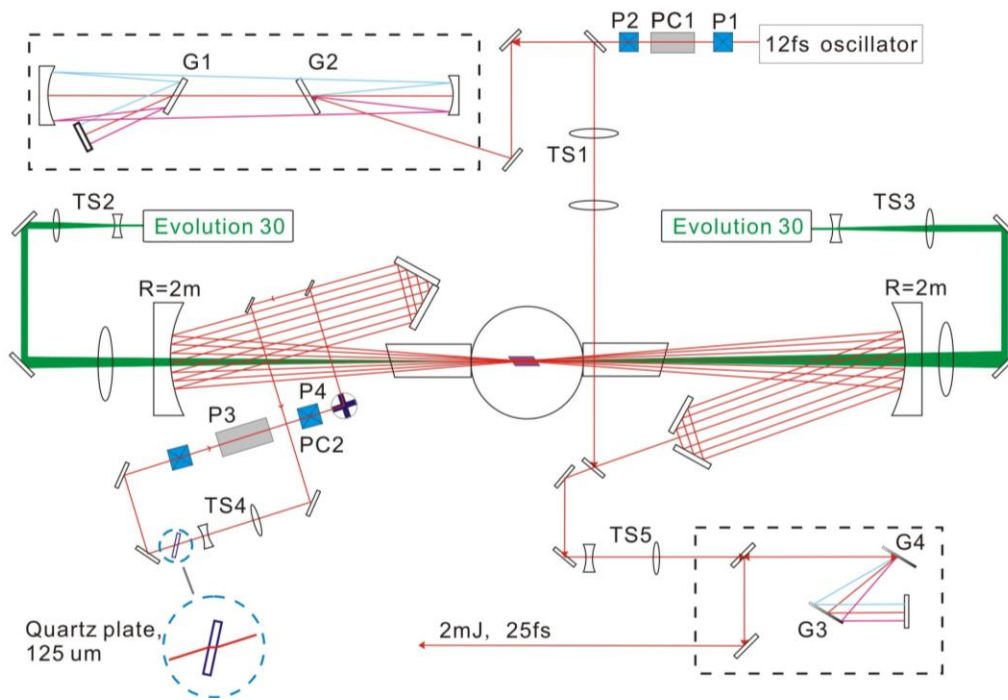 P2 PC1 P1
12fs oscillator
G1 G2
TS1
TS2
Evolution 30
Evolution 30
TS3
R=2m
R=2m
P3
P4
PC2
TS4
TS5
G4
G3
Quartz plate,
125 um
2mJ, 25fs